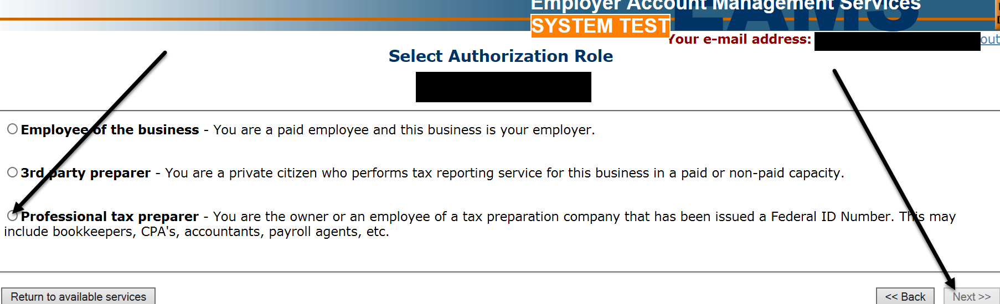 Employer Account Management Services
EAMS
SYSTEM TEST
Your e-mail address:
out
Select Authorization Role
Employee of the business - You are a paid employee and this business is your employer.
3rd party preparer - You are a private citizen who performs tax reporting service for this business in a paid or non-paid capacity.
Professional tax preparer - You are the owner or an employee of a tax preparation company that has been issued a Federal ID Number. This may
include bookkeepers, CPA's, accountants, payroll agents, etc.
Return to available services
<< Back
Next >>